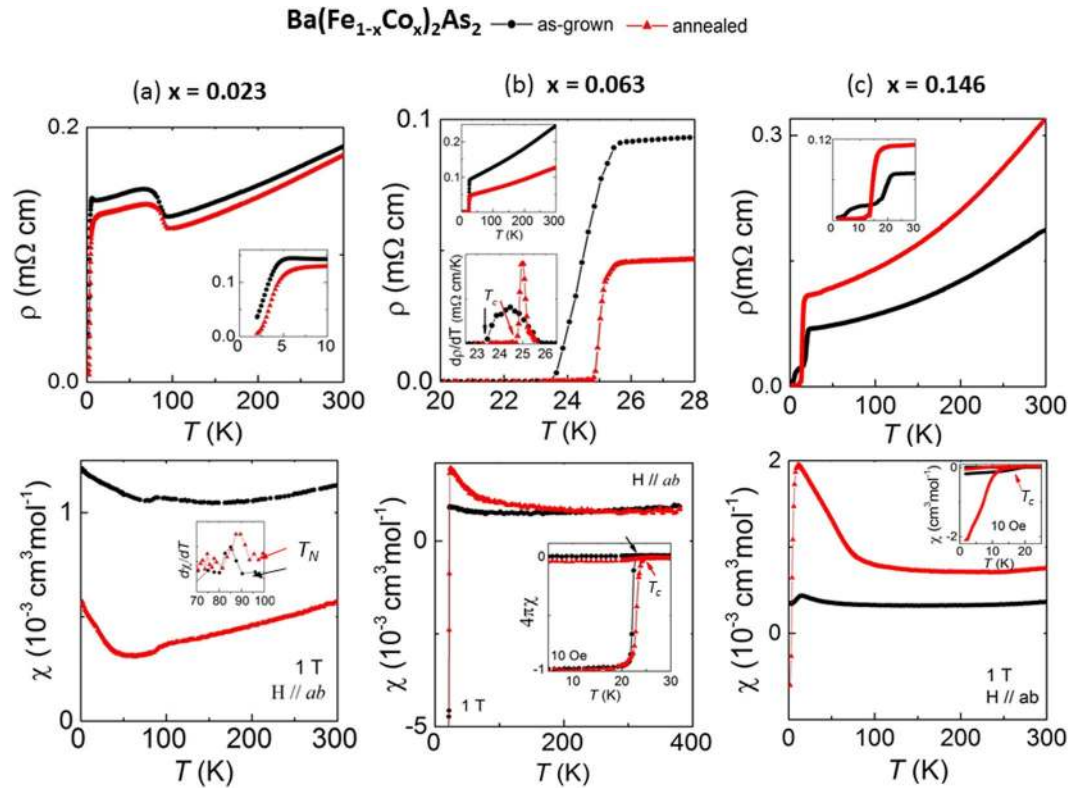 Ba(Fe1-xCox)2As2 as-grown annealed
(a) x = 0.023
(b) x = 0.063
(c) x = 0.146
0.2
0.0
ρ (mΩ cm)
0 100 200 300
T (K)
0.1
0.0
0 5 10
0.1
0.0
ρ (mΩ cm)
20 22 24 26 28
T (K)
0.2
0.1
0 100 200 300
T (K)
dρ/dT (mΩ cm/K)
Tc
23 24 25 26
0.3
0.0
ρ(mΩ cm)
0 100 200 300
T (K)
0.12
0 10 20 30
1
0
χ (10-3 cm3mol-1)
0 100 200 300
T (K)
dχ/dT
TN
70 80 90 100
1 T
H // ab
0
-5
χ (10-3 cm3mol-1)
0 200 400
T (K)
H // ab
1 T
0
-1
4πχ
Tc
10 Oe
10 20 30
T (K)
2
0
χ (10-3 cm3mol-1)
0 100 200 300
T (K)
1 T
H // ab
0
-2
χ (cm3mol-1)
Tc
10 Oe
0 10 20
T (K)